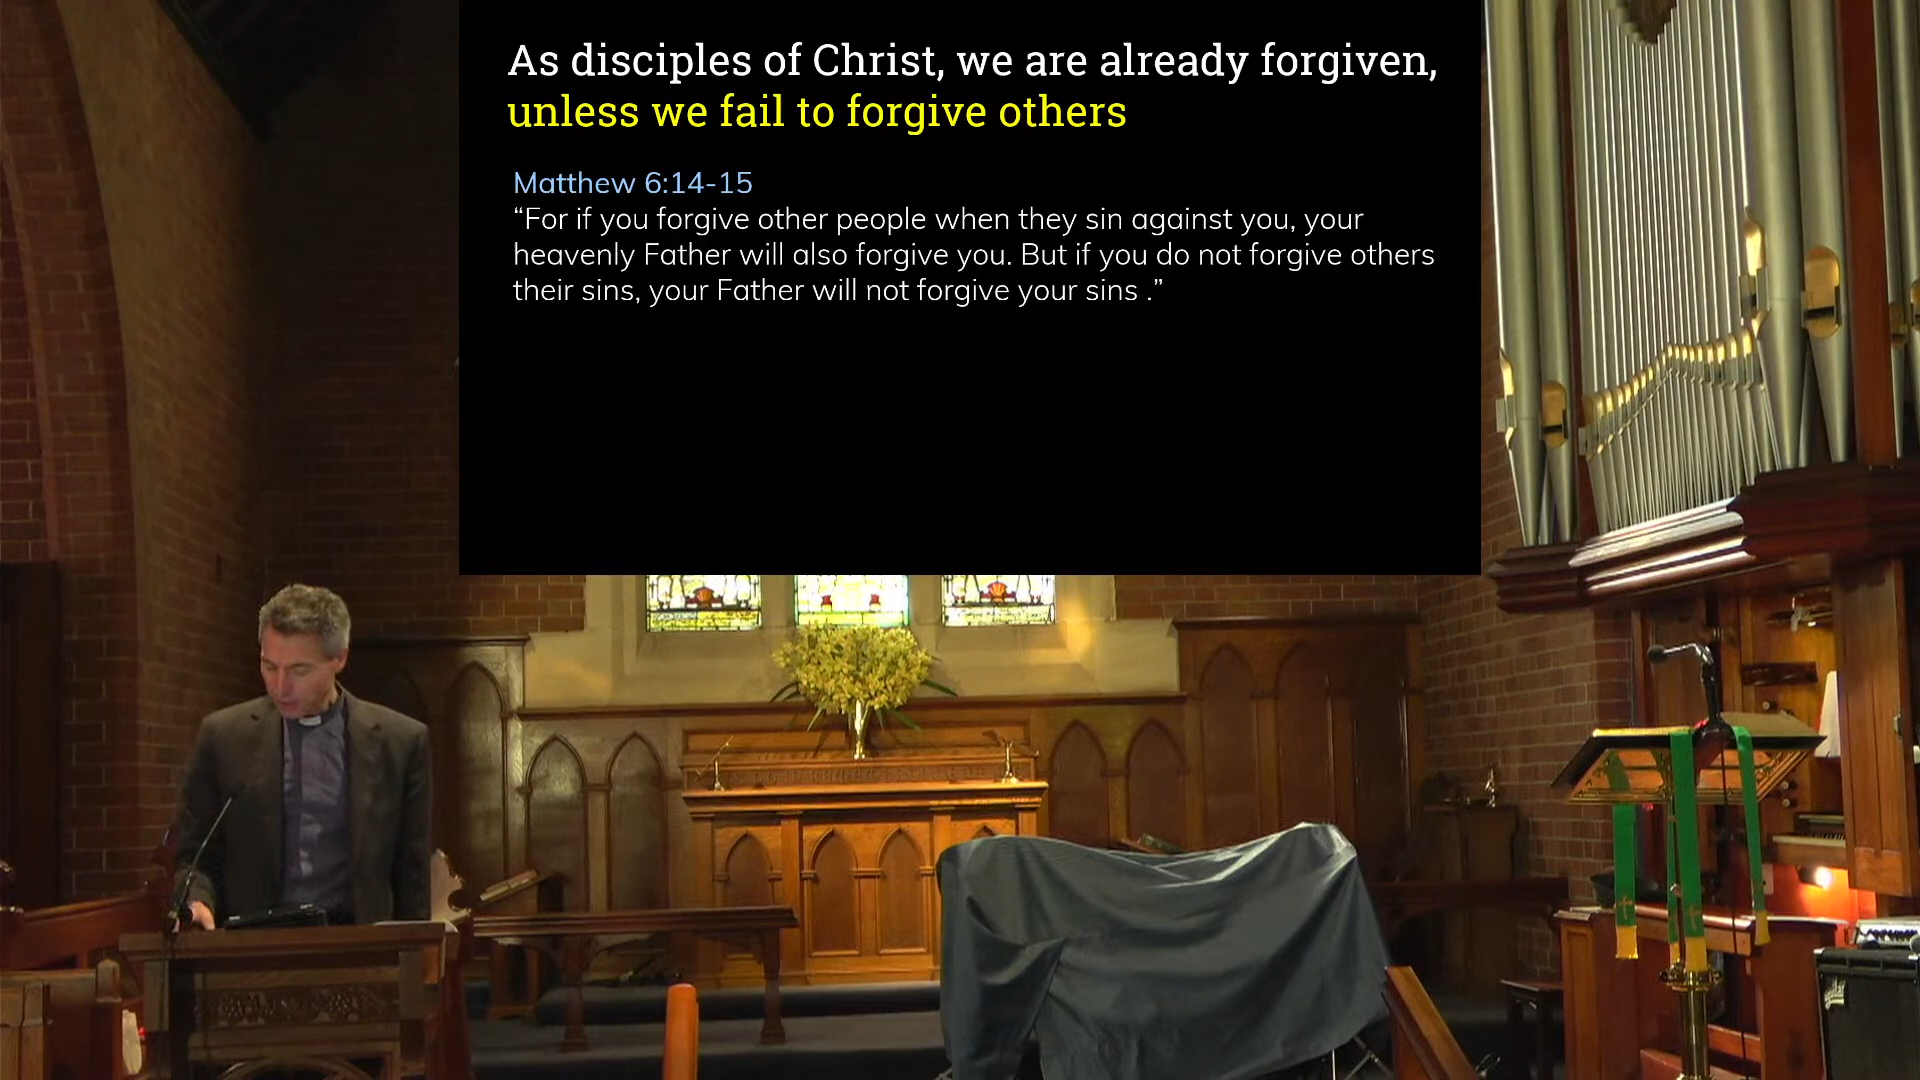 As disciples of Christ, we are already forgiven,
unless we fail to forgive others
Matthew 6:14-15
“For if you forgive other people when they sin against you, your
heavenly Father will also forgive you. But if you do not forgive others
their sins, your Father will not forgive your sins .”